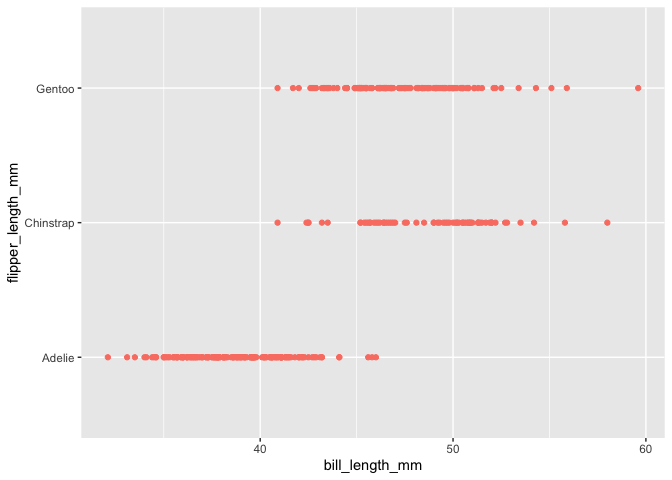 flipper_length_mm
Gentoo
Chinstrap
Adelie
40 50 60
bill_length_mm